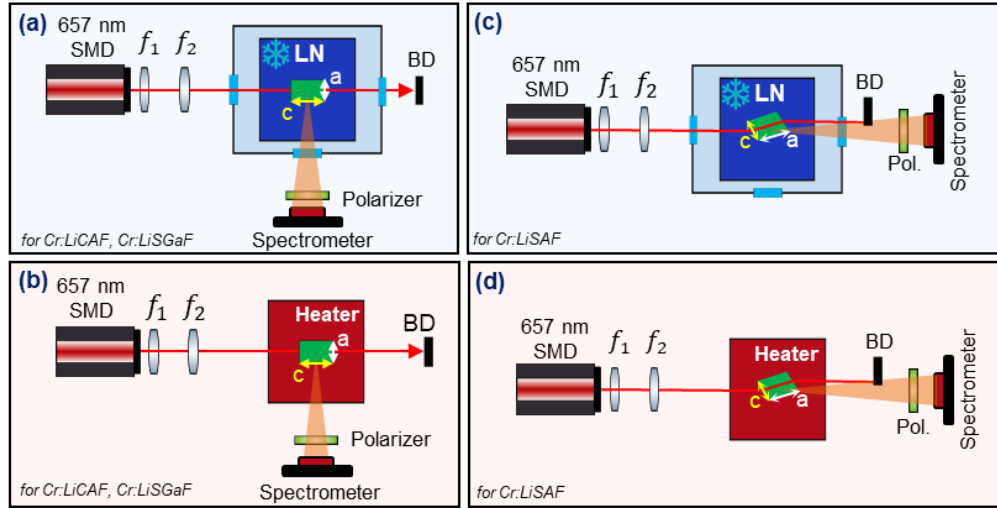 (a)
657 nm
SMD
f1
f2
LN
a
c
BD
Polarizer
Spectrometer
for Cr:LiCAF, Cr:LiSGaF
(c)
657 nm
SMD
f1
f2
LN
c
a
BD
Pol.
Spectrometer
for Cr:LiSAF
(b)
657 nm
SMD
f1
f2
Heater
a
c
BD
Polarizer
Spectrometer
for Cr:LiCAF, Cr:LiSGaF
(d)
657 nm
SMD
f1
f2
Heater
c
a
BD
Pol.
Spectrometer
for Cr:LiSAF